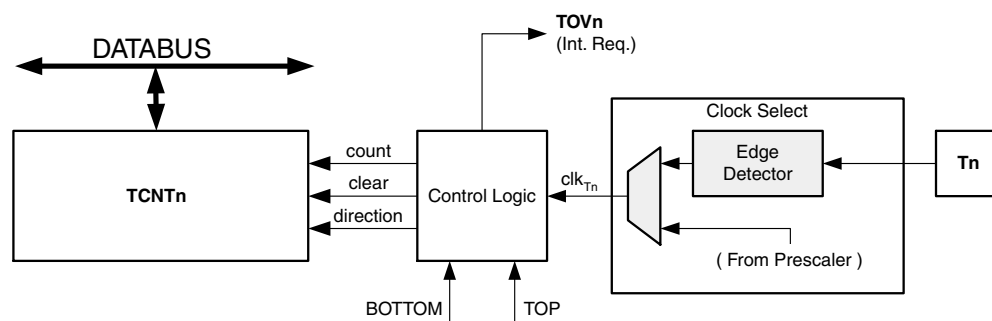 TOVn
(Int. Req.)
DATABUS
Clock Select
count
clear
direction
TCNTn
Control Logic
clkTn
Edge
Detector
Tn
( From Prescaler )
BOTTOM
TOP